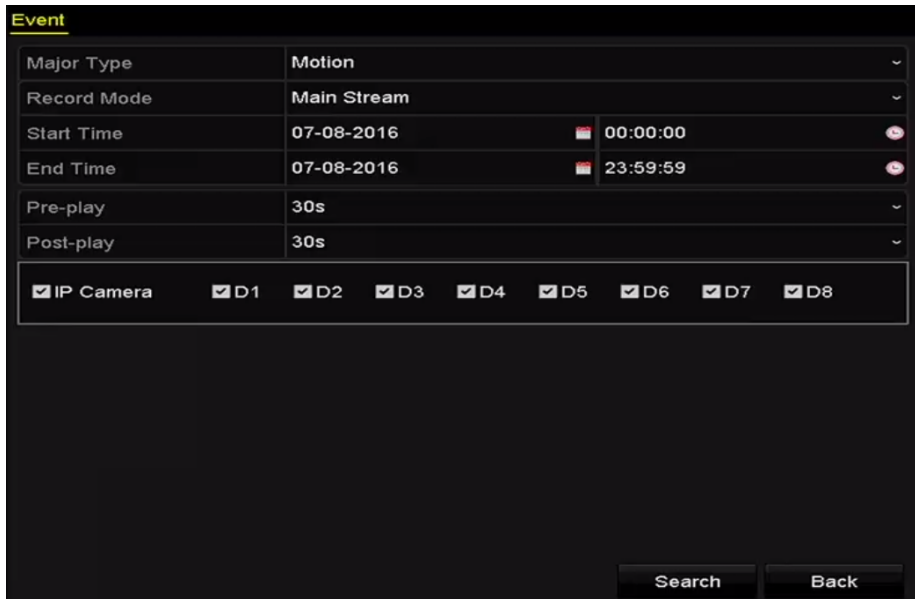 Event
Major Type Motion
Record Mode Main Stream
Start Time 07-08-2016 00:00:00
End Time 07-08-2016 23:59:59
Pre-play 30s
Post-play 30s
IP Camera D1 D2 D3 D4 D5 D6 D7 D8
Search Back